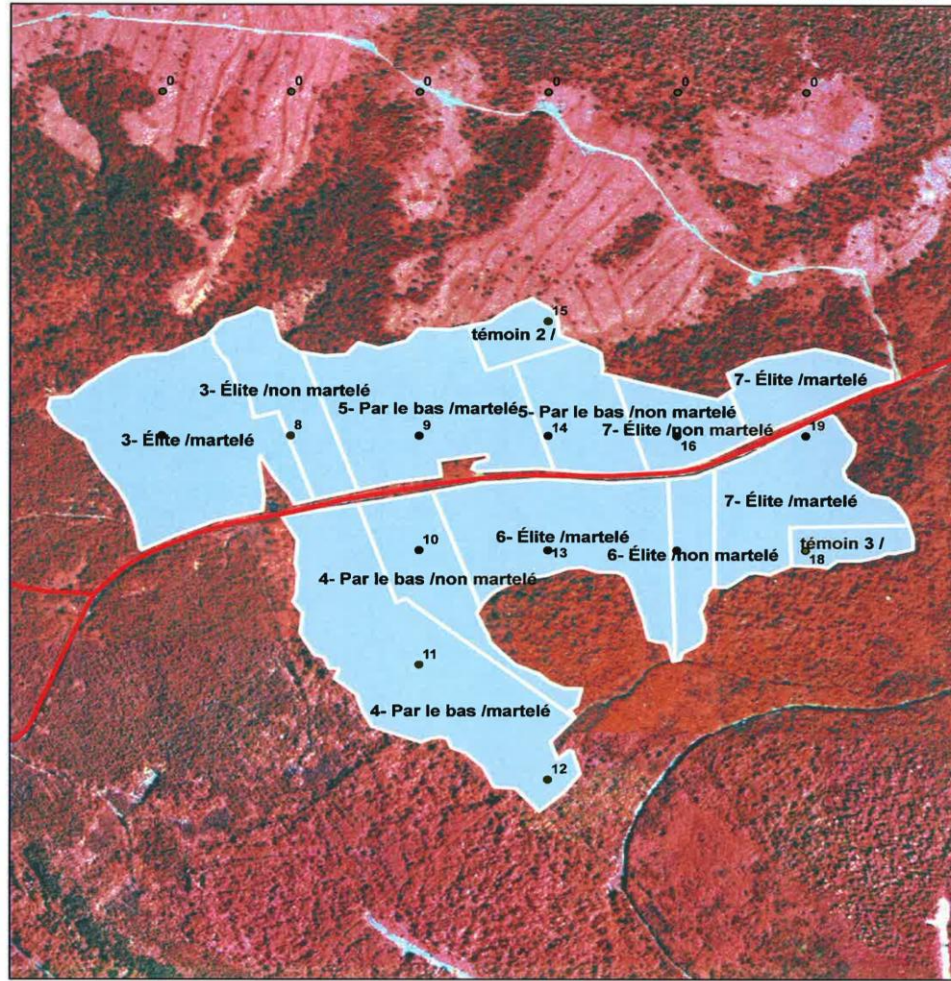 0 0 0 0 0 0
15
témoin 2 /
7- Élite /martelé
3- Élite /non martelé
5- Par le bas /martelé
5- Par le bas /non martelé
3- Élite /martelé
8
9
14
7- Élite /non martelé
16
19
7- Élite /martelé
10
6- Élite /martelé
13
6- Élite /non martelé
témoin 3 /
18
4- Par le bas /non martelé
11
4- Par le bas /martelé
12